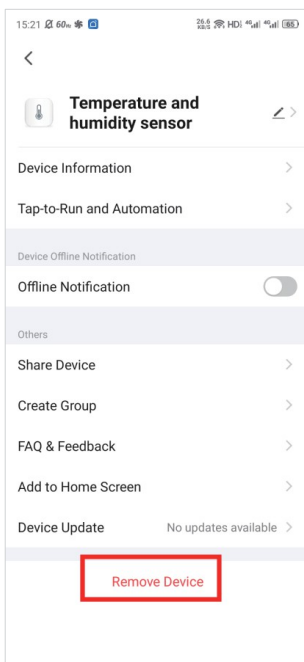 15:21 60m 26.6 KB/S HD 4G 4G 65
Temperature and
humidity sensor
Device Information
Tap-to-Run and Automation
Device Offline Notification
Offline Notification
Others
Share Device
Create Group
FAQ & Feedback
Add to Home Screen
Device Update No updates available
Remove Device